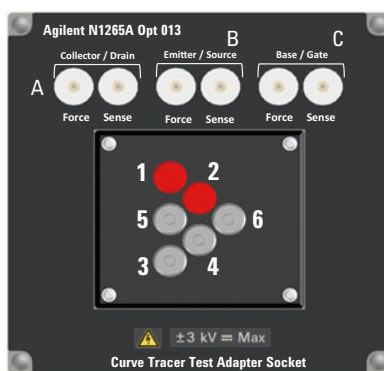 Agilent N1265A Opt 013
B
C
Collector / Drain
Emitter / Source
Base / Gate
A
Force Sense
Force Sense
Force Sense
1 2
5 6
3 4
±3 kV ⎓ Max
Curve Tracer Test Adapter Socket